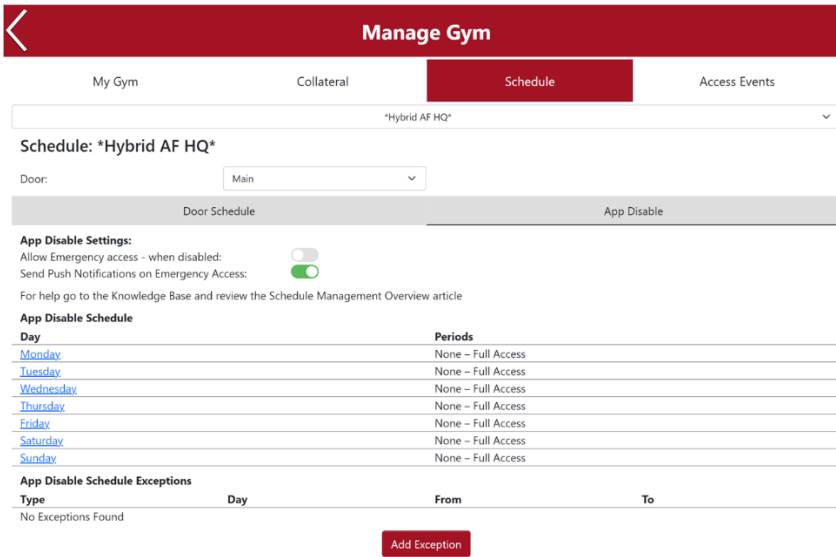 Manage Gym
My Gym Collateral Schedule Access Events
*Hybrid AF HQ*
Schedule: *Hybrid AF HQ*
Door: Main
Door Schedule App Disable
App Disable Settings:
Allow Emergency access - when disabled:
Send Push Notifications on Emergency Access:
For help go to the Knowledge Base and review the Schedule Management Overview article
App Disable Schedule
Day Periods
Monday None – Full Access
Tuesday None – Full Access
Wednesday None – Full Access
Thursday None – Full Access
Friday None – Full Access
Saturday None – Full Access
Sunday None – Full Access
App Disable Schedule Exceptions
Type Day From To
No Exceptions Found
Add Exception